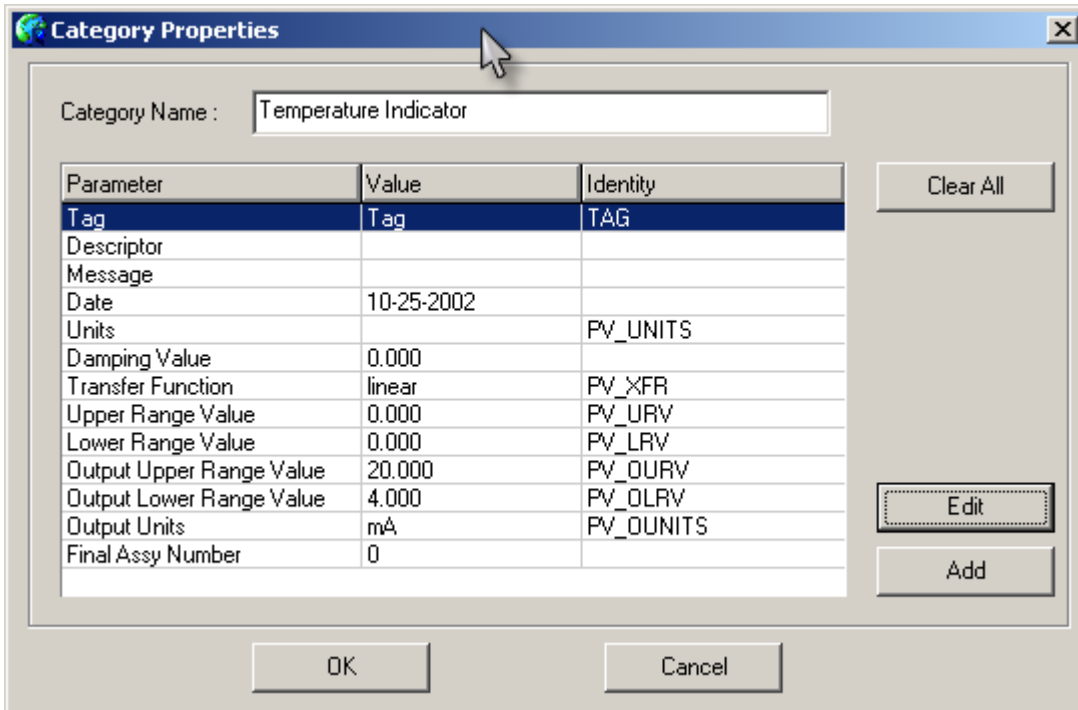 Category Properties
Category Name : Temperature Indicator
Parameter Value Identity
Tag Tag TAG
Descriptor
Message
Date 10-25-2002
Units PV_UNITS
Damping Value 0.000
Transfer Function linear PV_XFR
Upper Range Value 0.000 PV_URV
Lower Range Value 0.000 PV_LRV
Output Upper Range Value 20.000 PV_OURV
Output Lower Range Value 4.000 PV_OLRV
Output Units mA PV_OUNITS
Final Assy Number 0
Clear All
Edit
Add
OK Cancel